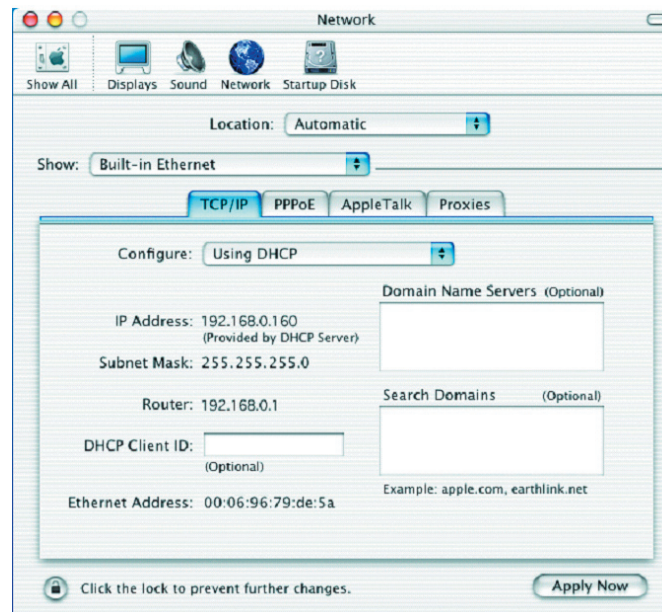 Network
Show All
Displays
Sound
Network
Startup Disk
Location: Automatic
Show: Built-in Ethernet
TCP/IP
PPPoE
AppleTalk
Proxies
Configure: Using DHCP
Domain Name Servers (Optional)
IP Address: 192.168.0.160
(Provided by DHCP Server)
Subnet Mask: 255.255.255.0
Router: 192.168.0.1
Search Domains (Optional)
DHCP Client ID:
(Optional)
Example: apple.com, earthlink.net
Ethernet Address: 00:06:96:79:de:5a
Click the lock to prevent further changes.
Apply Now